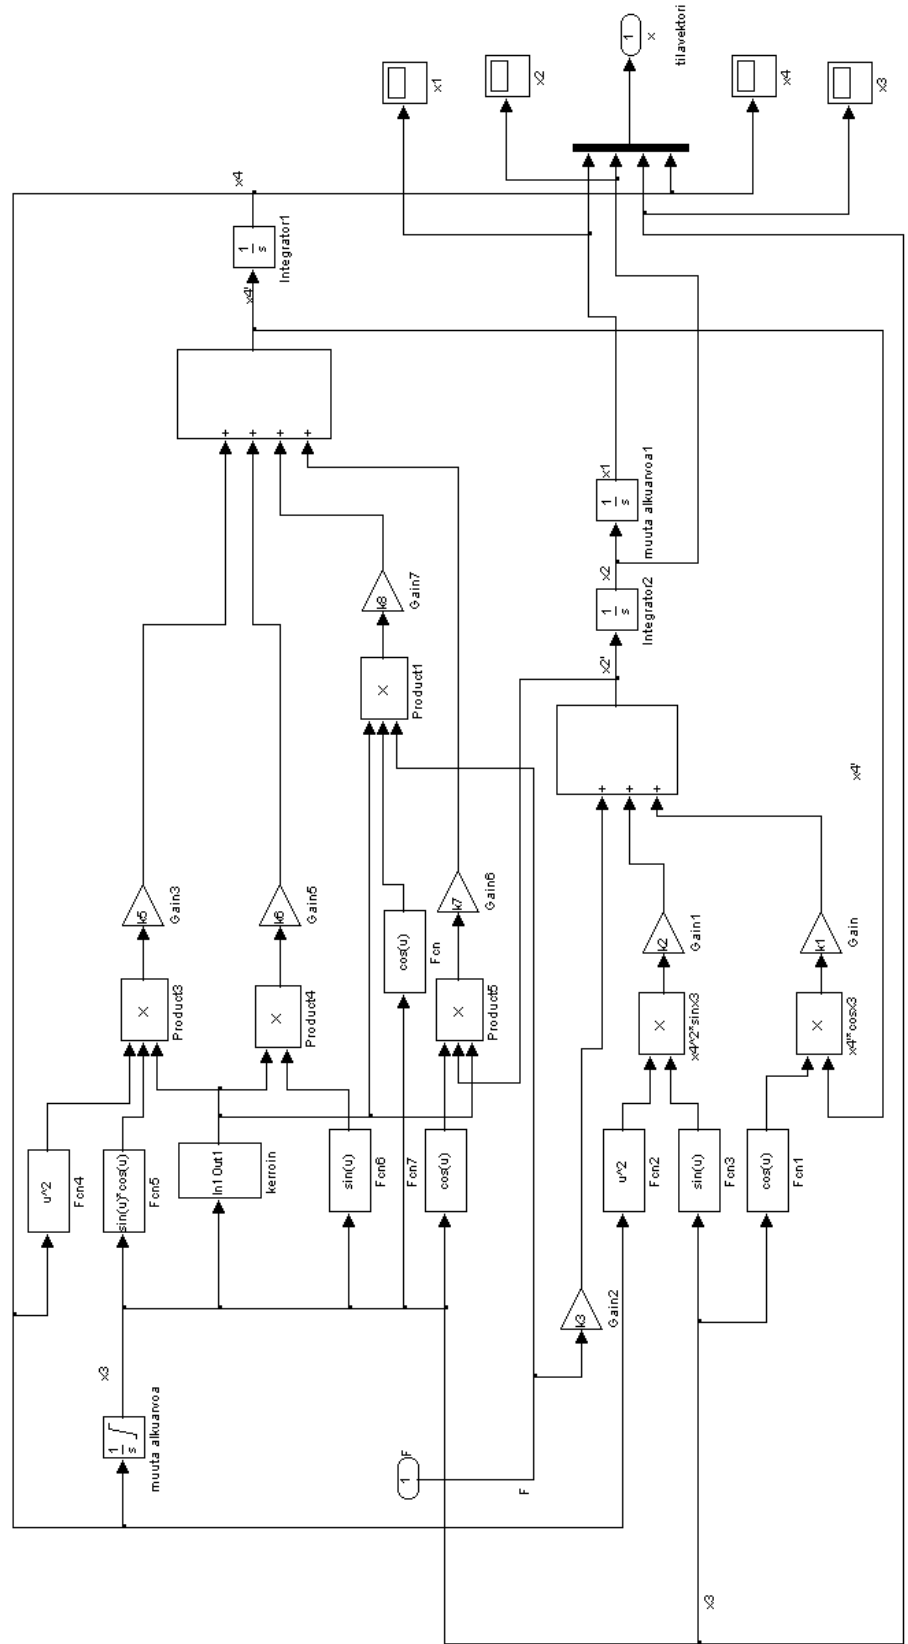 u^2
Fcn4
x3
1
s
muuta alkuarvoa
sin(u)*cos(u)
Fcn5
×
Product3
k5
Gain3
In1 Out1
kerroin
+
+
+
+
x4'
1
s
Integrator1
x4
×
Product4
k6
Gain5
sin(u)
Fcn6
×
Product1
k8
Gain7
x1
1
F
Fcn7
cos(u)
Fcn
cos(u)
×
Product5
k7
Gain6
x2
F
k3
Gain2
+
+
+
x2'
1
s
Integrator2
x2
1
s
muuta alkuarvoa1
x1
1
x
tilavektori
u^2
Fcn2
×
x4^2*sinx3
k2
Gain1
sin(u)
Fcn3
x3
cos(u)
Fcn1
×
x4'*cosx3
k1
Gain
x4'
x4
x3